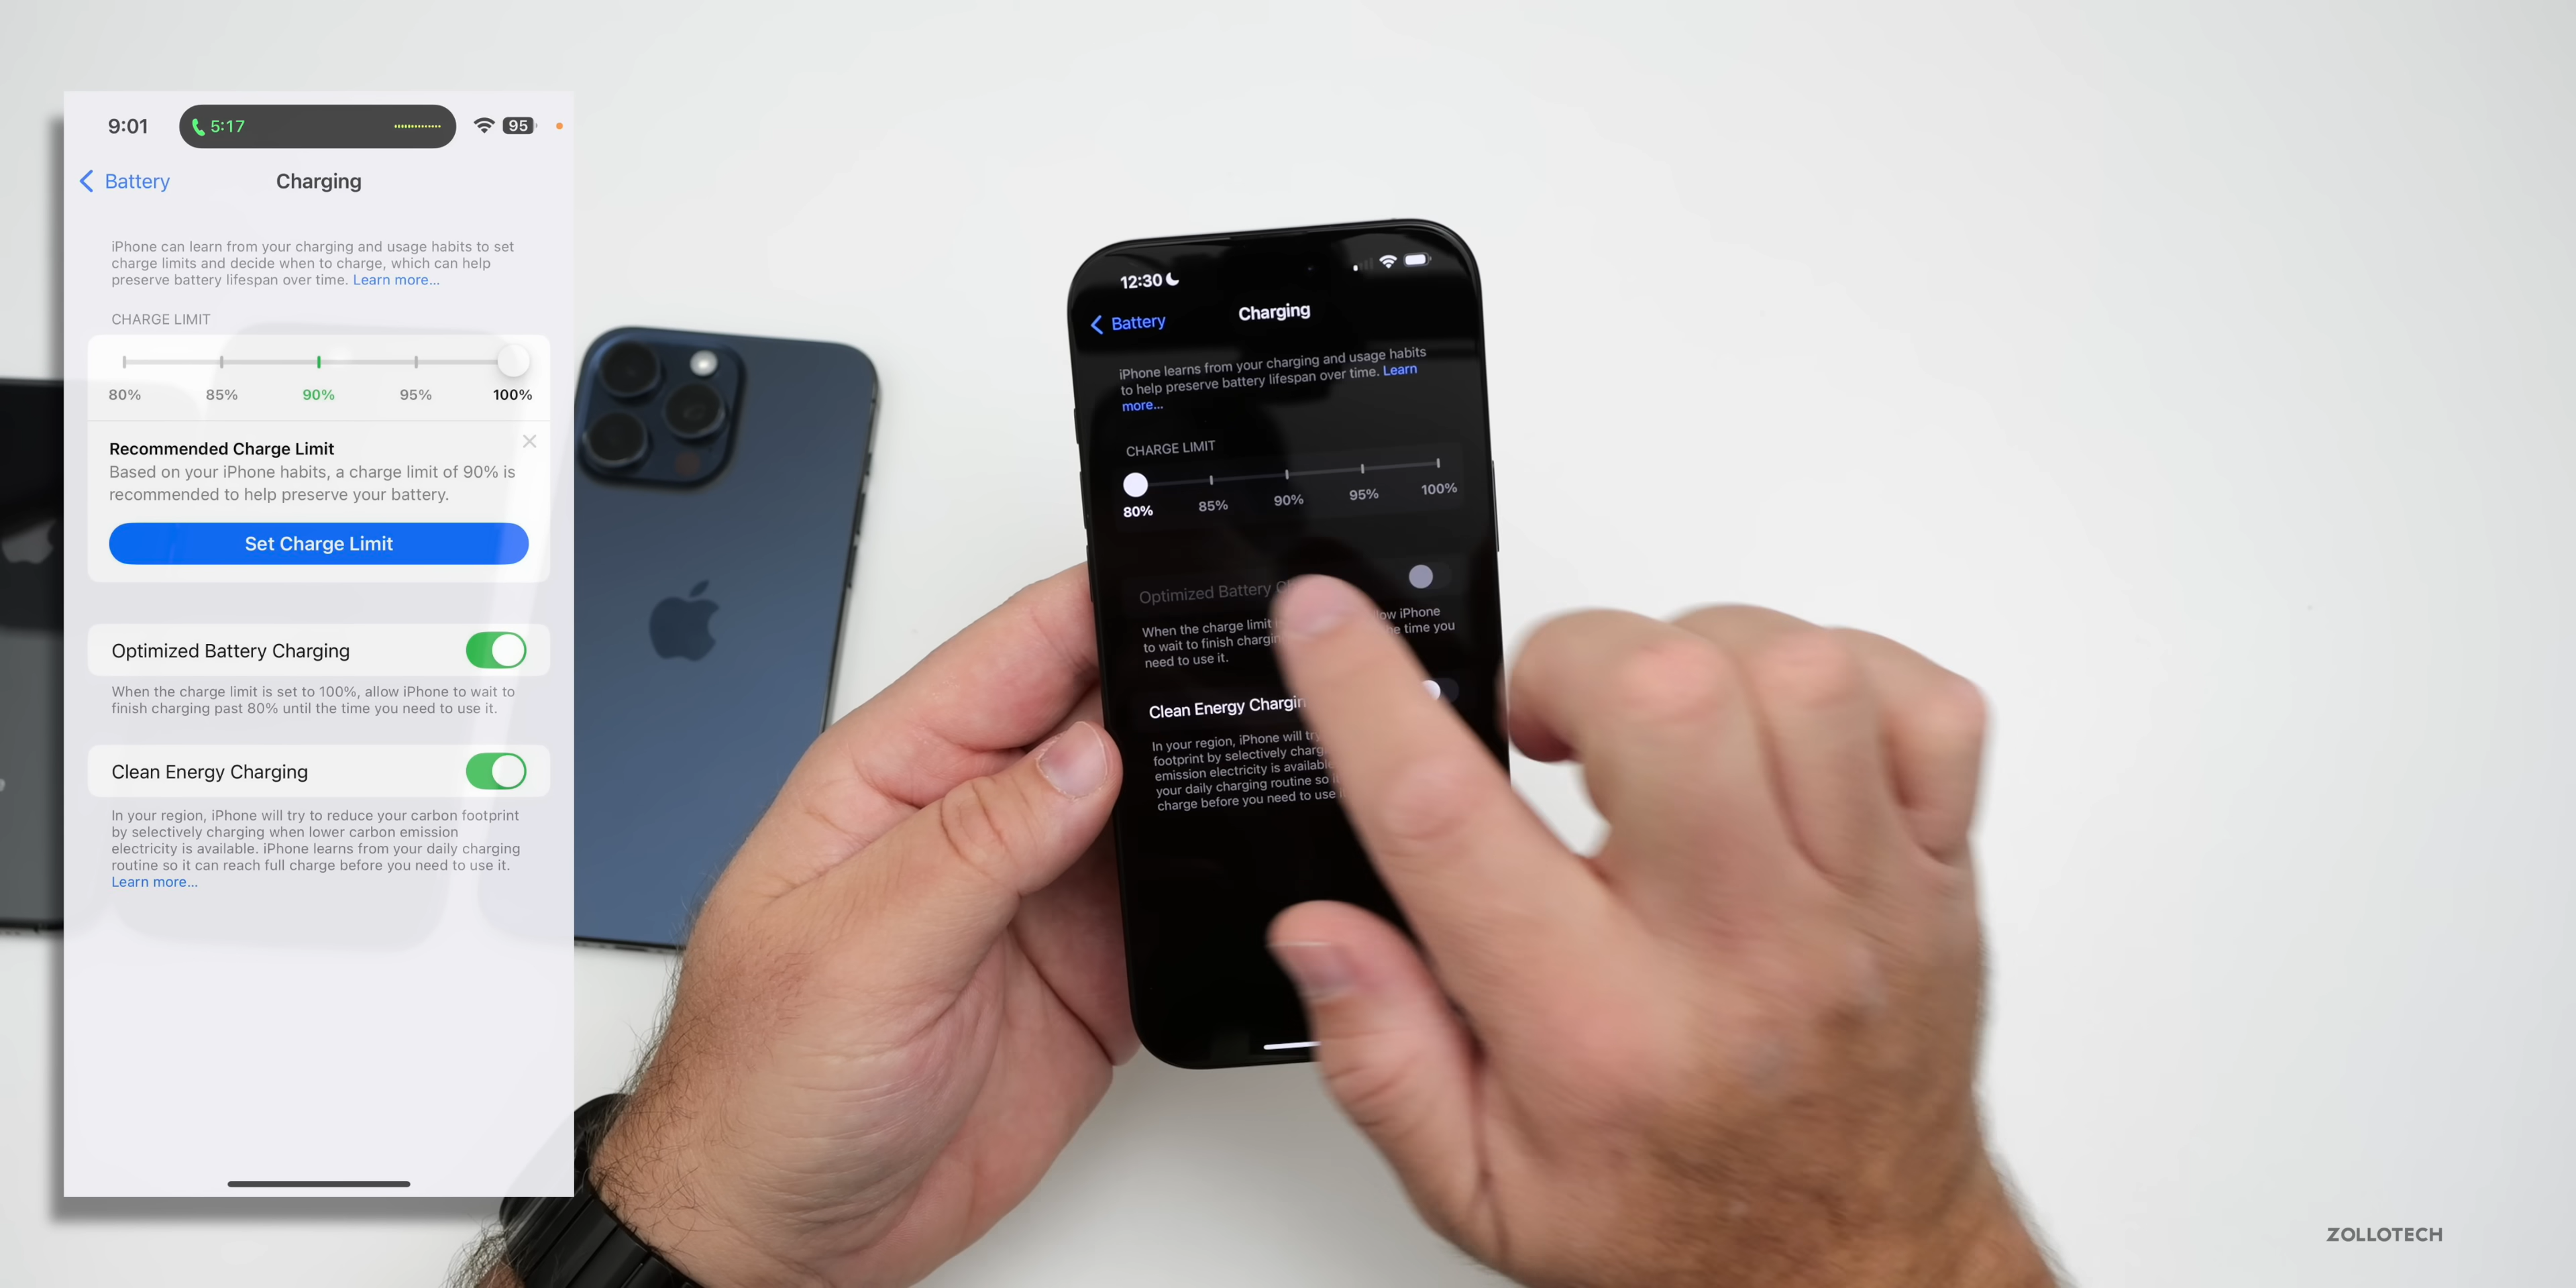 9:01
5:17
95
Battery
Charging
iPhone can learn from your charging and usage habits to set
charge limits and decide when to charge, which can help
preserve battery lifespan over time. Learn more...
CHARGE LIMIT
80% 85% 90% 95% 100%
Recommended Charge Limit
Based on your iPhone habits, a charge limit of 90% is
recommended to help preserve your battery.
Set Charge Limit
Optimized Battery Charging
When the charge limit is set to 100%, allow iPhone to wait to
finish charging past 80% until the time you need to use it.
Clean Energy Charging
In your region, iPhone will try to reduce your carbon footprint
by selectively charging when lower carbon emission
electricity is available. iPhone learns from your daily charging
routine so it can reach full charge before you need to use it.
Learn more...
12:30
Battery
Charging
iPhone learns from your charging and usage habits
to help preserve battery lifespan over time. Learn
more...
CHARGE LIMIT
80% 85% 90% 95% 100%
Optimized Battery
When the charge limit iPhone
to wait to finish time you
need to use it.
Clean Energy
In your region, iPhone will
footprint by selectively
emission electricity is available
your daily charging routine so
charge before you need to use
ZOLLOTECH